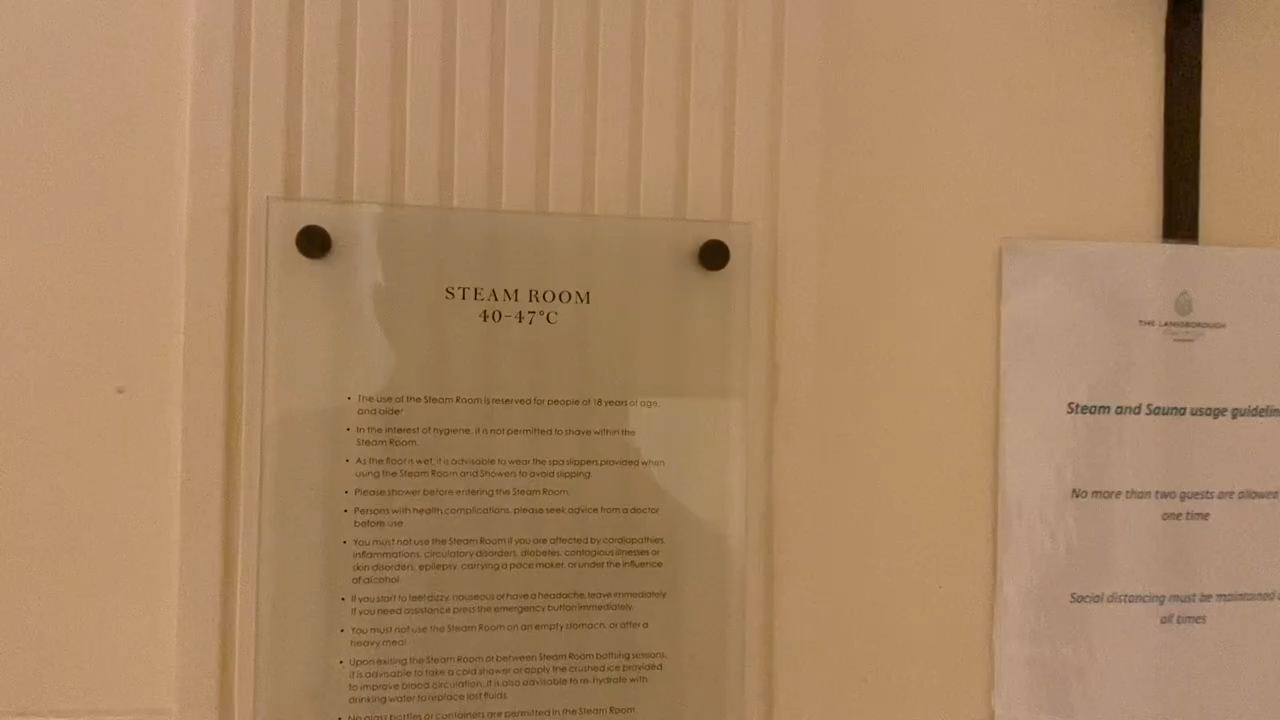 STEAM ROOM
40-47°C
• The use of the Steam Room is reserved for people of 18 years of age
and older
• In the interest of hygiene, it is not permitted to shave within the
Steam Room.
• As the floor is wet, it is advisable to wear the spa slippers provided when
using the Steam Room and Showers to avoid slipping.
• Please shower before entering the Steam Room.
• Persons with health complications, please seek advice from a doctor
before use.
• You must not use the Steam Room if you are affected by cardiopathies,
inflammations, circulatory disorders, diabetes, contagious illnesses or
skin disorders, epilepsy, carrying a pace maker, or under the influence
of alcohol.
• If you start to feel dizzy, nauseous or have a headache, leave immediately.
If you need assistance press the emergency button immediately.
• You must not use the Steam Room on an empty stomach, or after a
heavy meal.
• Upon exiting the Steam Room or between Steam Room bathing sessions,
it is advisable to take a cold shower or apply the crushed ice provided
to improve blood circulation. It is also advisable to re-hydrate with
drinking water to replace lost fluids.
• No glass bottles or containers are permitted in the Steam Room.
THE LANESBOROUGH
Steam and Sauna usage guidelin
No more than two guests are allowed
one time
Social distancing must be maintained a
all times